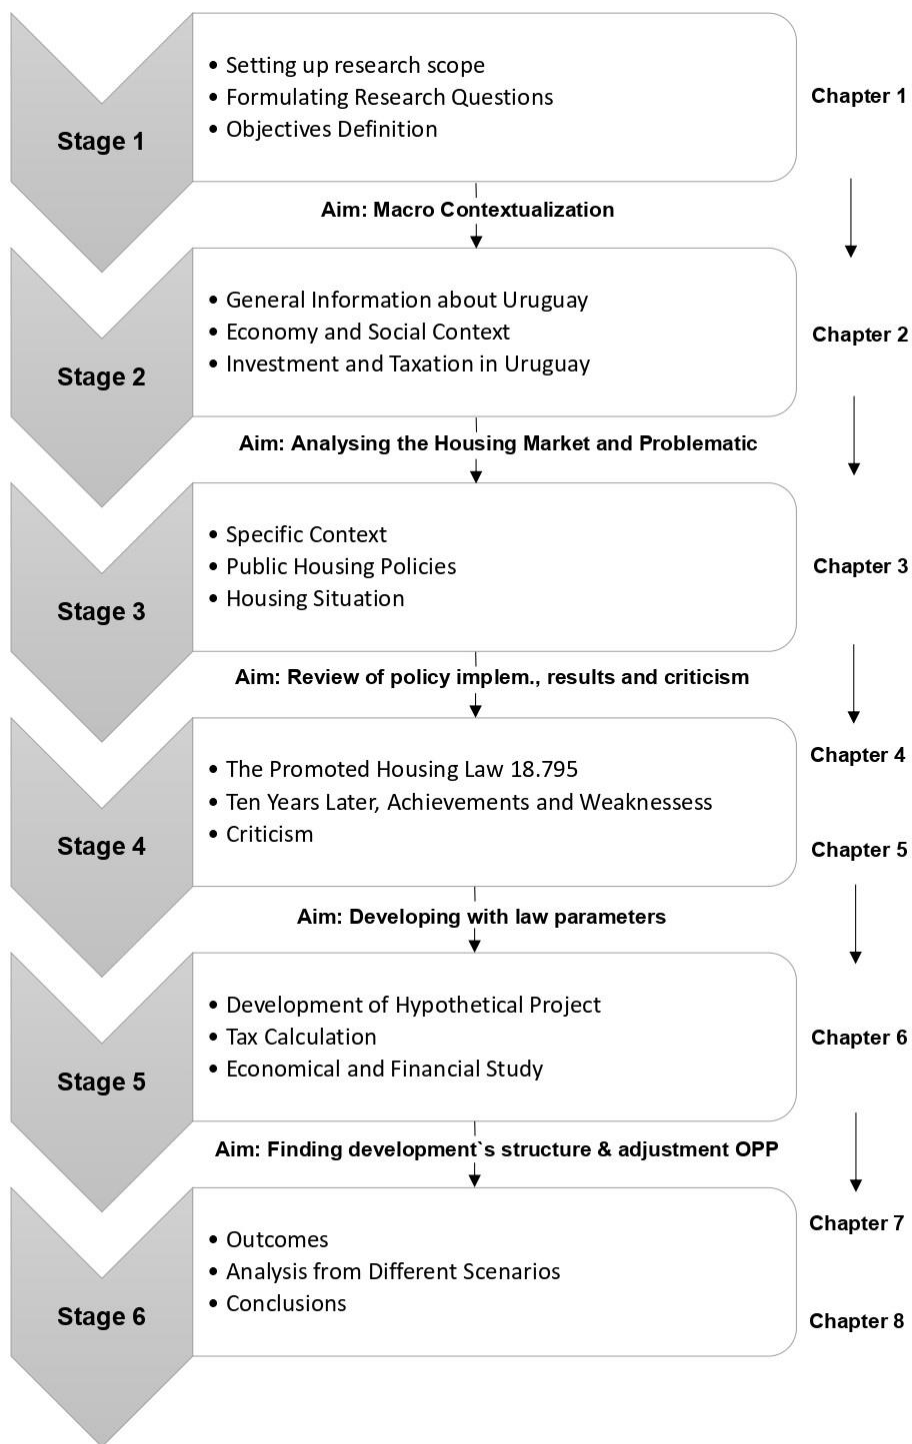 Stage 1
• Setting up research scope
• Formulating Research Questions
• Objectives Definition
Chapter 1
Aim: Macro Contextualization
Stage 2
• General Information about Uruguay
• Economy and Social Context
• Investment and Taxation in Uruguay
Chapter 2
Aim: Analysing the Housing Market and Problematic
Stage 3
• Specific Context
• Public Housing Policies
• Housing Situation
Chapter 3
Aim: Review of policy implem., results and criticism
Stage 4
• The Promoted Housing Law 18.795
• Ten Years Later, Achievements and Weaknessess
• Criticism
Chapter 4
Chapter 5
Aim: Developing with law parameters
Stage 5
• Development of Hypothetical Project
• Tax Calculation
• Economical and Financial Study
Chapter 6
Aim: Finding development`s structure & adjustment OPP
Stage 6
• Outcomes
• Analysis from Different Scenarios
• Conclusions
Chapter 7
Chapter 8